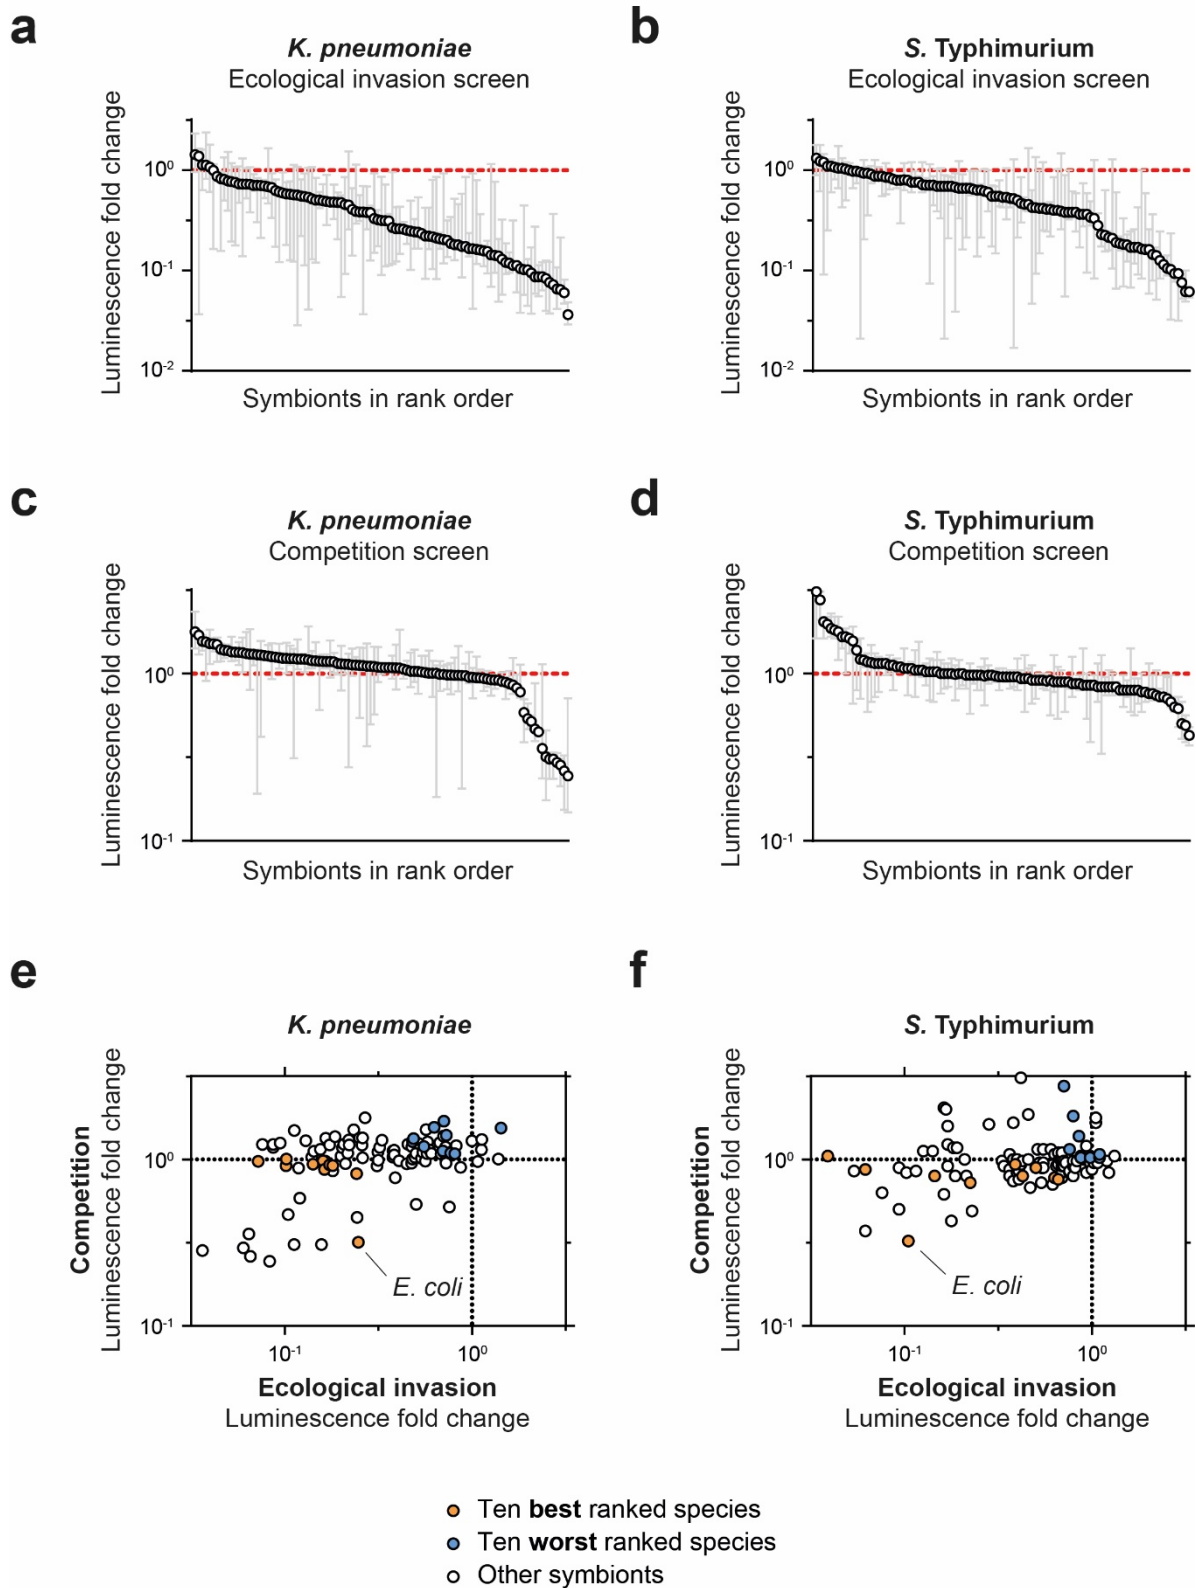 a
K. pneumoniae
Ecological invasion screen
Luminescence fold change
10⁰
10⁻¹
10⁻²
Symbionts in rank order
b
S. Typhimurium
Ecological invasion screen
Luminescence fold change
10⁰
10⁻¹
10⁻²
Symbionts in rank order
c
K. pneumoniae
Competition screen
Luminescence fold change
10⁰
10⁻¹
Symbionts in rank order
d
S. Typhimurium
Competition screen
Luminescence fold change
10⁰
10⁻¹
Symbionts in rank order
e
K. pneumoniae
Competition
Luminescence fold change
10⁰
10⁻¹
E. coli
10⁻¹
10⁰
Ecological invasion
Luminescence fold change
f
S. Typhimurium
Competition
Luminescence fold change
10⁰
10⁻¹
E. coli
10⁻¹
10⁰
Ecological invasion
Luminescence fold change
Ten best ranked species
Ten worst ranked species
Other symbionts